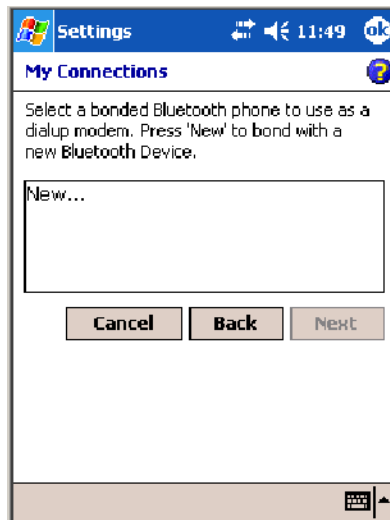 Settings 11:49 ok
My Connections ?
Select a bonded Bluetooth phone to use as a
dialup modem. Press 'New' to bond with a
new Bluetooth Device.
New...
Cancel Back Next